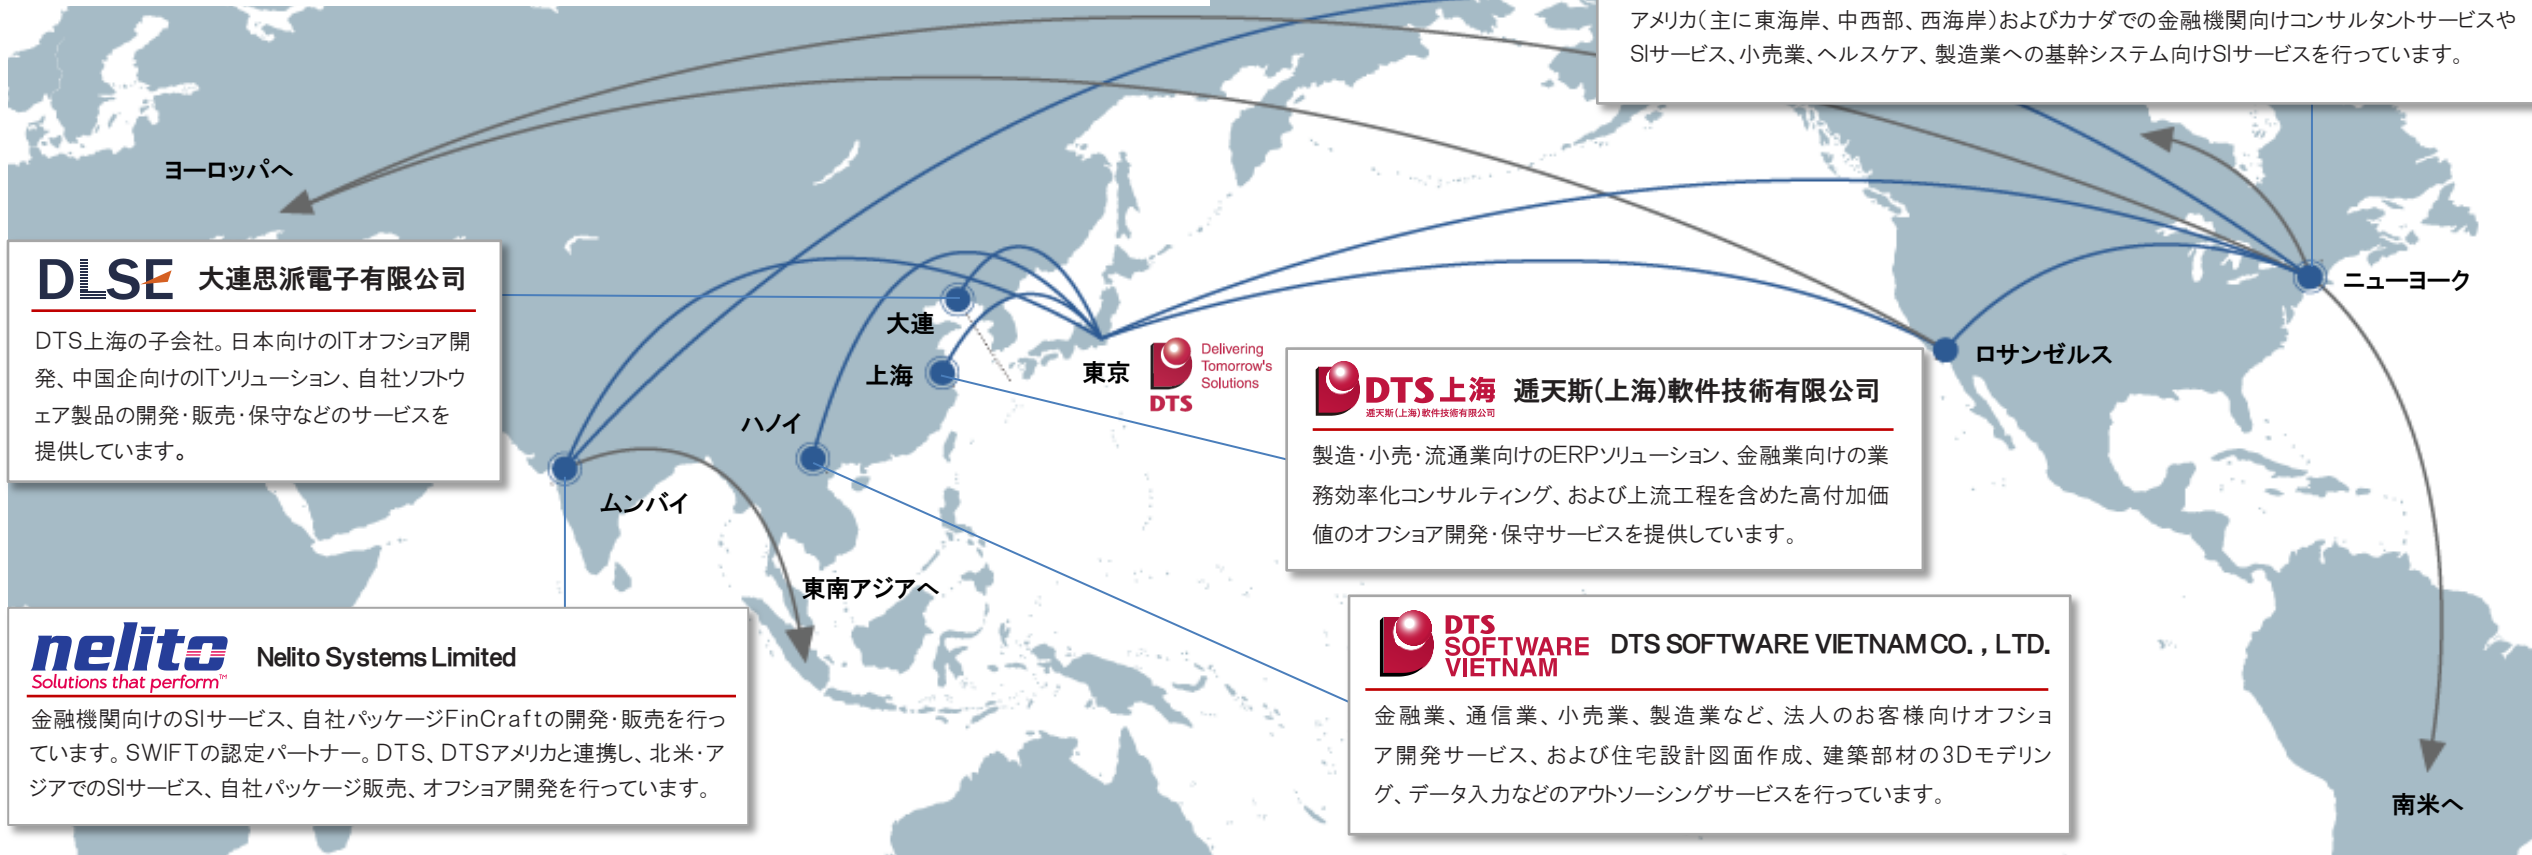 アメリカ（主に東海岸、中西部、西海岸）およびカナダでの金融機関向けコンサルタントサービスや
SIサービス、小売業、ヘルスケア、製造業への基幹システム向けSIサービスを行っています。
ヨーロッパへ
DLSE 大連思派電子有限公司
DTS上海の子会社。日本向けのITオフショア開
発、中国企向けのITソリューション、自社ソフトウ
ェア製品の開発・販売・保守などのサービスを
提供しています。
大連
上海
東京
DTS
Delivering
Tomorrow's
Solutions
ハノイ
ムンバイ
東南アジアへ
ニューヨーク
ロサンゼルス
南米へ
DTS上海 逓天斯（上海）軟件技術有限公司
逓天斯（上海）軟件技術有限公司
製造・小売・流通業向けのERPソリューション、金融業向けの業
務効率化コンサルティング、および上流工程を含めた高付加価
値のオフショア開発・保守サービスを提供しています。
nelito Nelito Systems Limited
Solutions that perform™
金融機関向けのSIサービス、自社パッケージFinCraftの開発・販売を行っ
ています。SWIFTの認定パートナー。DTS、DTSアメリカと連携し、北米・ア
ジアでのSIサービス、自社パッケージ販売、オフショア開発を行っています。
DTS
SOFTWARE
VIETNAM
DTS SOFTWARE VIETNAM CO. , LTD.
金融業、通信業、小売業、製造業など、法人のお客様向けオフショ
ア開発サービス、および住宅設計図面作成、建築部材の3Dモデリン
グ、データ入力などのアウトソーシングサービスを行っています。